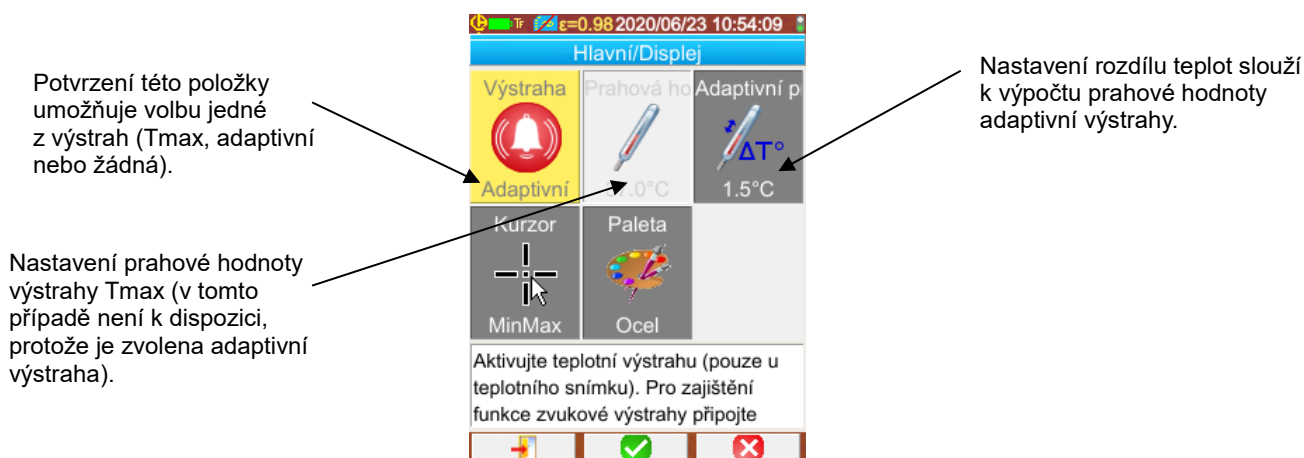 Potvrzení této položky
umožňuje volbu jedné
z výstrah (Tmax, adaptivní
nebo žádná).
Nastavení prahové hodnoty
výstrahy Tmax (v tomto
případě není k dispozici,
protože je zvolena adaptivní
výstraha).
TF ε=0.98 2020/06/23 10:54:09
Hlavní/Displej
Výstraha Prahová ho Adaptivní p
ΔT°
Adaptivní .0°C 1.5°C
Kurzor Paleta
MinMax Ocel
Aktivujte teplotní výstrahu (pouze u
teplotního snímku). Pro zajištění
funkce zvukové výstrahy připojte
Nastavení rozdílu teplot slouží
k výpočtu prahové hodnoty
adaptivní výstrahy.